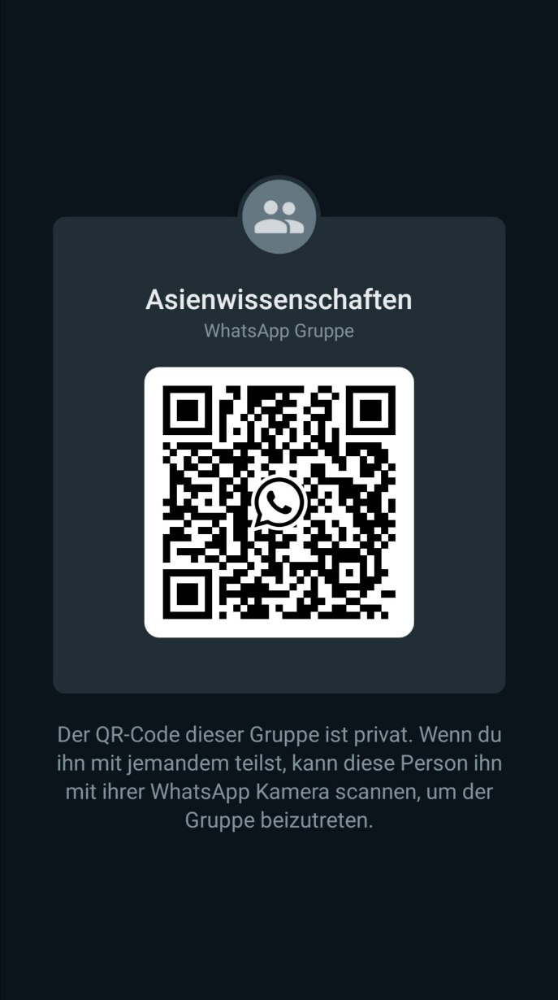 Asienwissenschaften
WhatsApp Gruppe
Der QR-Code dieser Gruppe ist privat. Wenn du
ihn mit jemandem teilst, kann diese Person ihn
mit ihrer WhatsApp Kamera scannen, um der
Gruppe beizutreten.